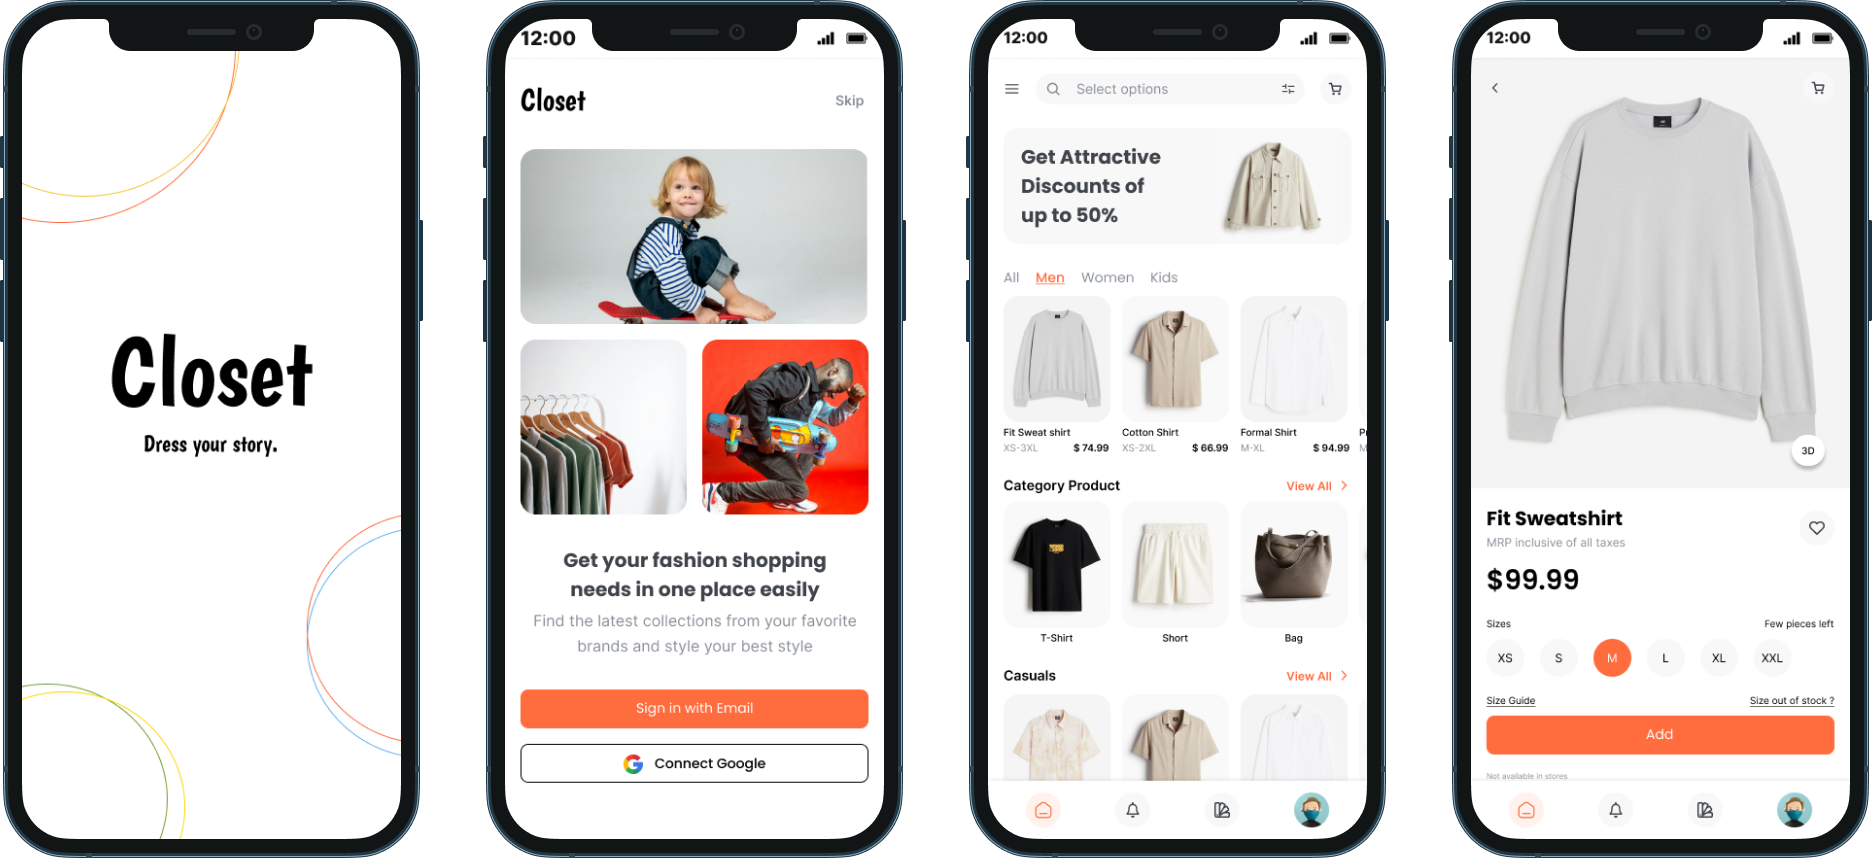 Closet
Dress your story.
12:00
Closet
Skip
Get your fashion shopping
needs in one place easily
Find the latest collections from your favorite
brands and style your best style
Sign in with Email
Connect Google
12:00
Select options
Get Attractive
Discounts of
up to 50%
All Men Women Kids
Fit Sweat shirt
XS-3XL $ 74.99
Cotton Shirt
XS-2XL $ 66.99
Formal Shirt
M-XL $ 94.99
Category Product View All
T-Shirt
Short
Bag
Casuals View All
12:00
3D
Fit Sweatshirt
MRP inclusive of all taxes
$99.99
Sizes Few pieces left
XS S M L XL XXL
Size Guide Size out of stock ?
Add
Not available in stores